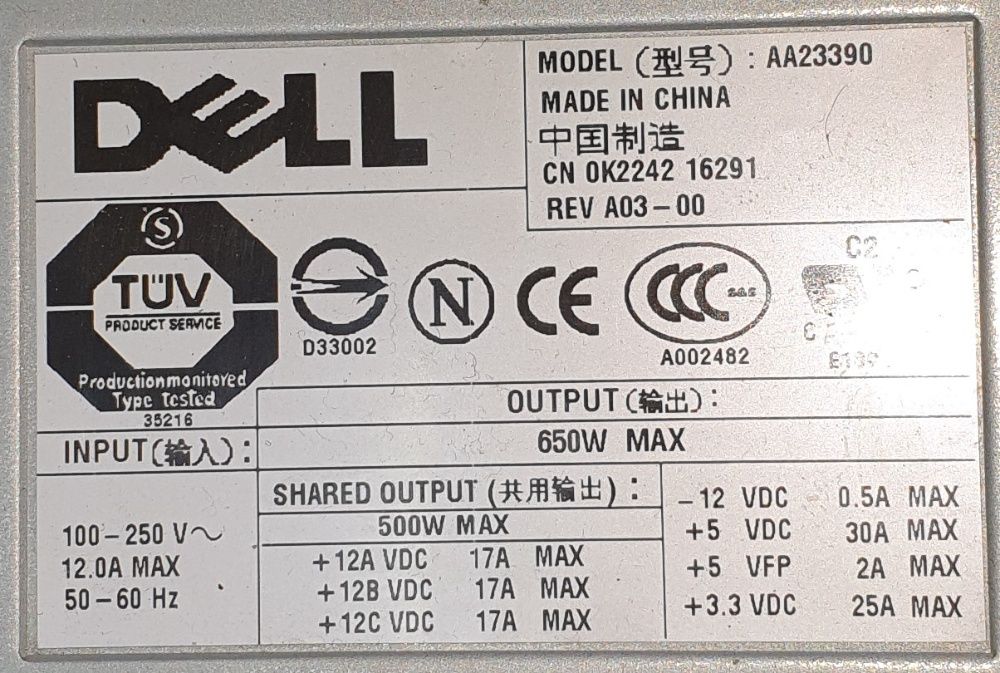 DELL
MODEL (型号) : AA23390
MADE IN CHINA
中国制造
CN 0K2242 16291
REV A03-00
S
TÜV
PRODUCT SERVICE
Production monitored
Type Tested
35216
D33002
N
CE
CCC
S&E
A002482
INPUT(输入) :
100-250 V~
12.0A MAX
50-60 Hz
OUTPUT(输出) :
650W MAX
SHARED OUTPUT (共用输出) :
500W MAX
+12A VDC 17A MAX
+12B VDC 17A MAX
+12C VDC 17A MAX
-12 VDC 0.5A MAX
+5 VDC 30A MAX
+5 VFP 2A MAX
+3.3 VDC 25A MAX